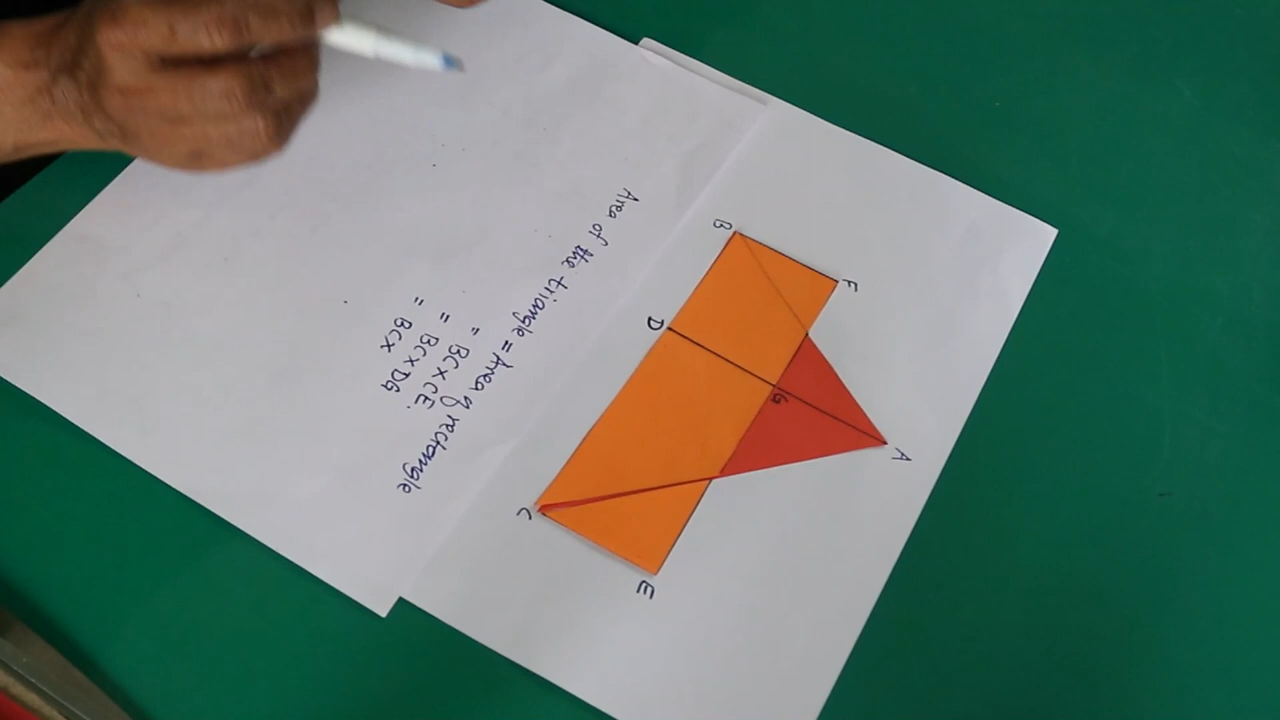 Area of the triangle = Area of rectangle
= BC x CE.
= BC x DG
= BC x
A
F
B
G
D
C
E